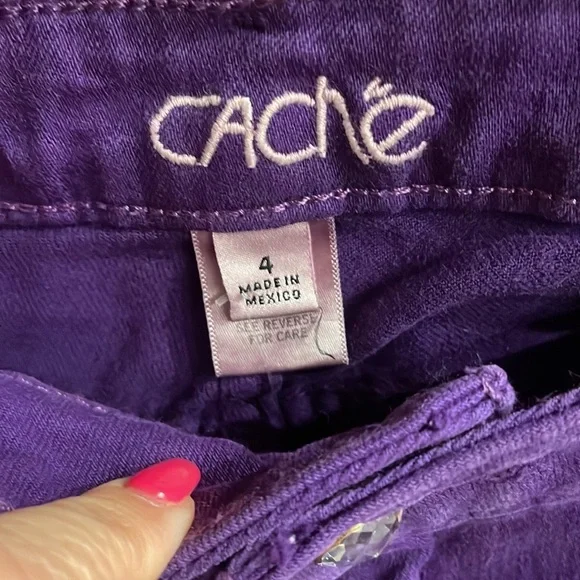 CAChé
4
MADE IN
MEXICO
SEE REVERSE
FOR CARE